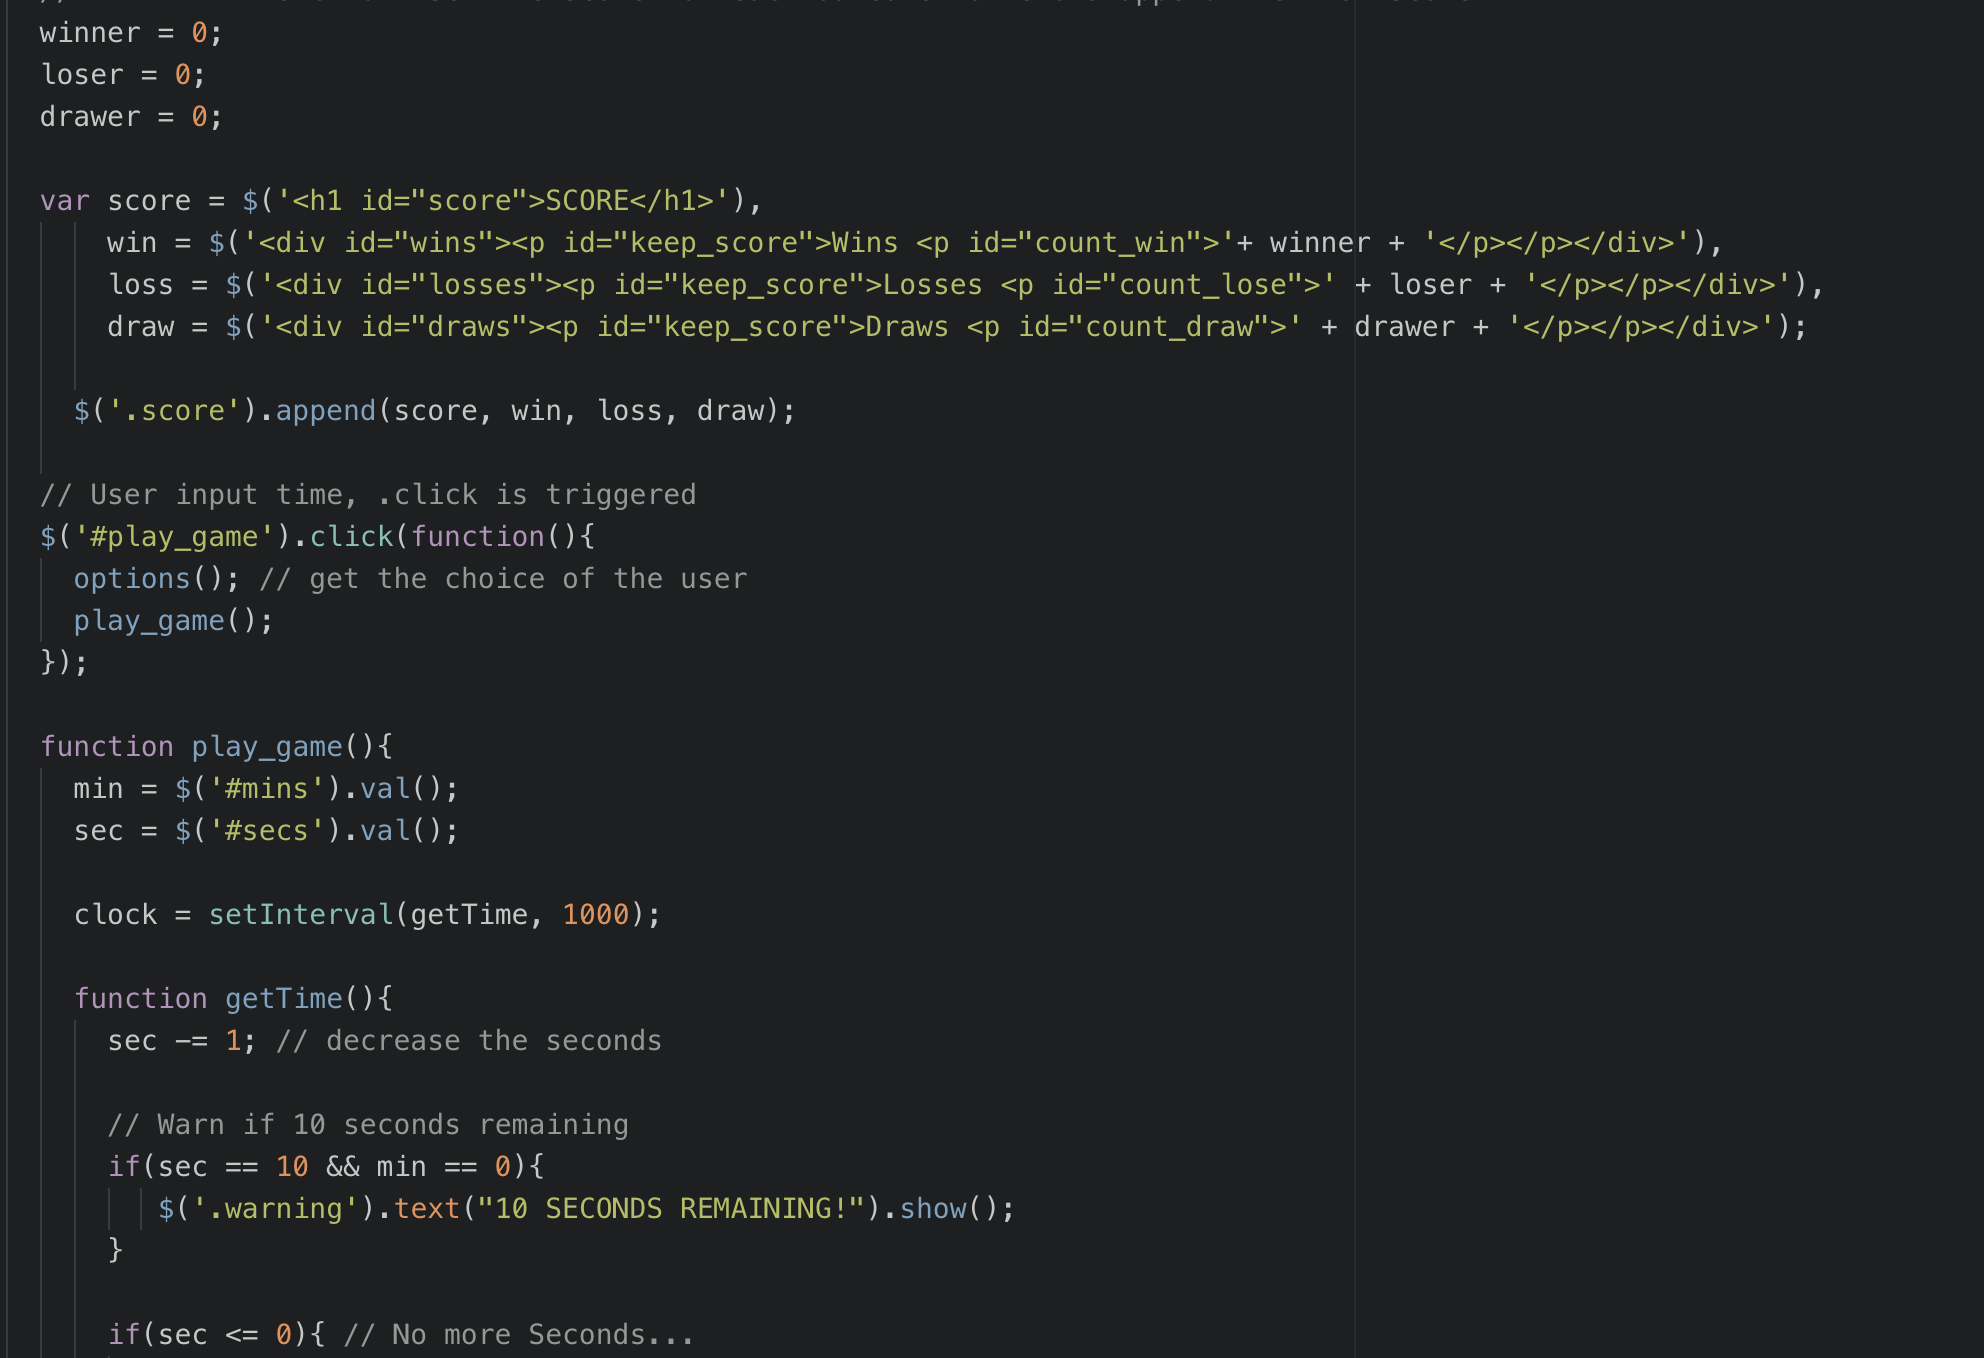 winner = 0;
loser = 0;
drawer = 0;
var score = $('<h1 id="score">SCORE</h1>'),
win = $('<div id="wins"><p id="keep_score">Wins <p id="count_win">'+ winner + '</p></p></div>'),
loss = $('<div id="losses"><p id="keep_score">Losses <p id="count_lose">' + loser + '</p></p></div>'),
draw = $('<div id="draws"><p id="keep_score">Draws <p id="count_draw">' + drawer + '</p></p></div>');
$('.score').append(score, win, loss, draw);
// User input time, .click is triggered
$('#play_game').click(function(){
options(); // get the choice of the user
play_game();
});
function play_game(){
min = $('#mins').val();
sec = $('#secs').val();
clock = setInterval(getTime, 1000);
function getTime(){
sec -= 1; // decrease the seconds
// Warn if 10 seconds remaining
if(sec == 10 && min == 0){
$('.warning').text("10 SECONDS REMAINING!").show();
}
if(sec <= 0){ // No more Seconds...